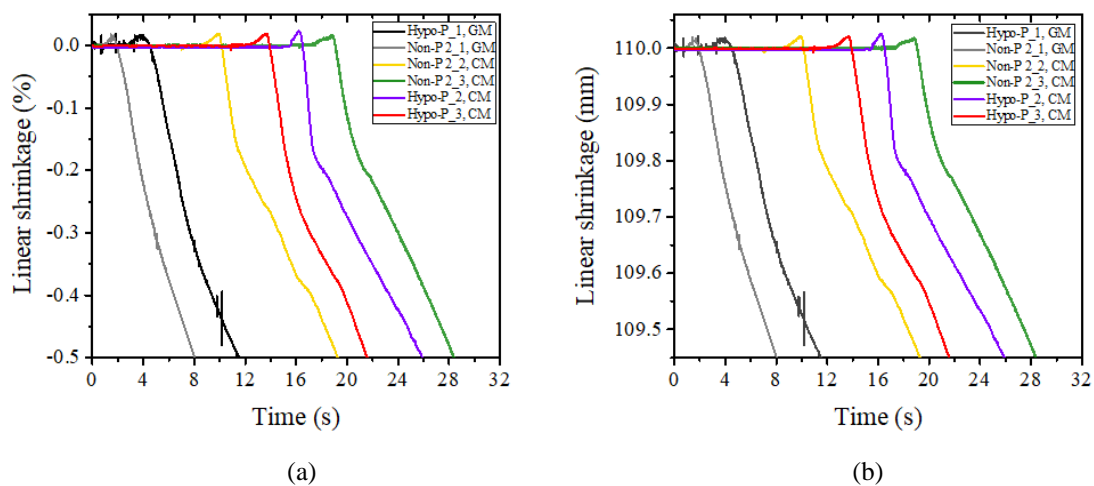 Linear shrinkage (%)
0.0
-0.1
-0.2
-0.3
-0.4
-0.5
Hypo-P_1, GM
Non-P 2_1, GM
Non-P 2_2, CM
Non-P 2_3, CM
Hypo-P_2, CM
Hypo-P_3, CM
0 4 8 12 16 20 24 28 32
Time (s)
(a)
Linear shrinkage (mm)
110.0
109.9
109.8
109.7
109.6
109.5
Hypo-P_1, GM
Non-P 2_1, GM
Non-P 2_2, CM
Non-P 2_3, CM
Hypo-P_2, CM
Hypo-P_3, CM
0 4 8 12 16 20 24 28 32
Time (s)
(b)